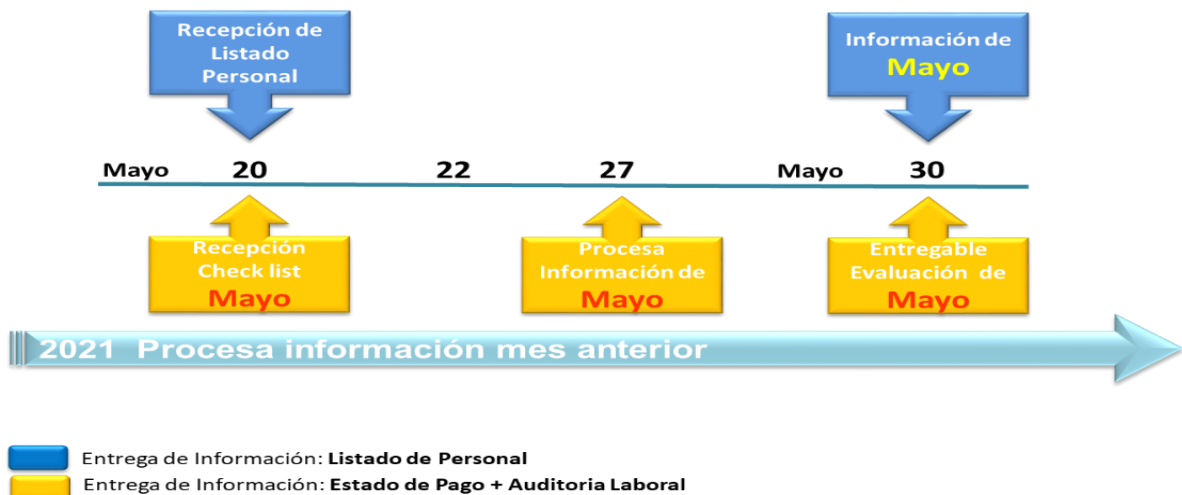 Recepción de
Listado
Personal
Información de
Mayo
Mayo 20 22 27 Mayo 30
Recepción
Check list
Mayo
Procesa
Información de
Mayo
Entregable
Evaluación de
Mayo
2021 Procesa información mes anterior
Entrega de Información: Listado de Personal
Entrega de Información: Estado de Pago + Auditoria Laboral